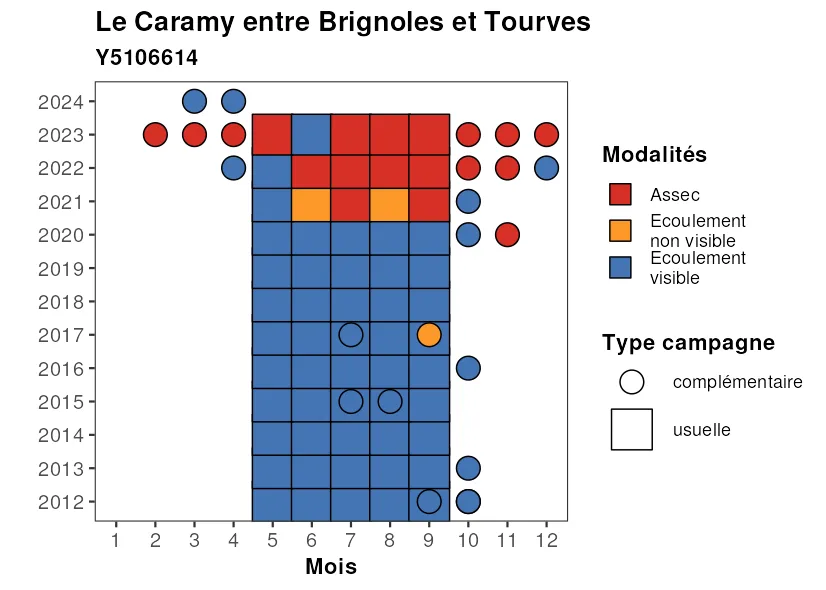 Le Caramy entre Brignoles et Tourves
Y5106614
2024
2023
2022
2021
2020
2019
2018
2017
2016
2015
2014
2013
2012
1 2 3 4 5 6 7 8 9 10 11 12
Mois
Modalités
Assec
Ecoulement
non visible
Ecoulement
visible
Type campagne
complémentaire
usuelle